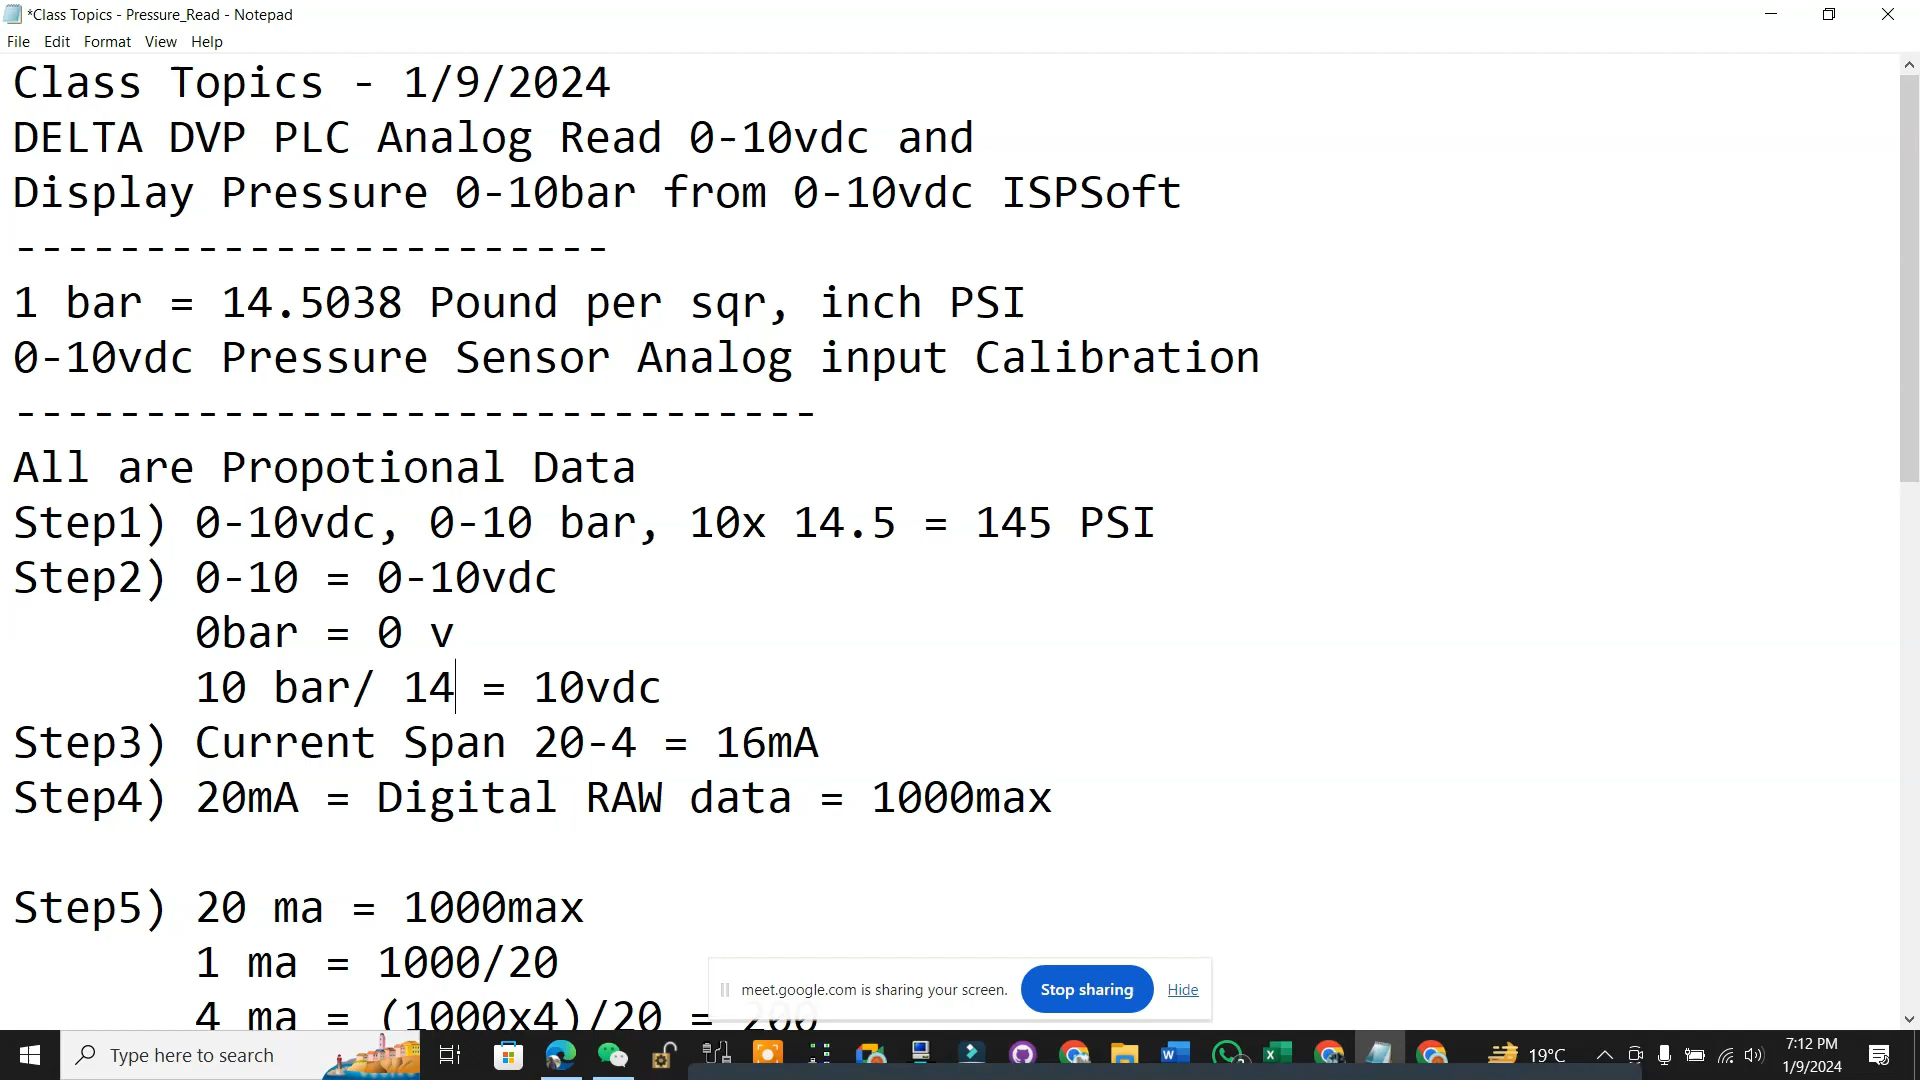 *Class Topics - Pressure_Read - Notepad
File Edit Format View Help
Class Topics - 1/9/2024
DELTA DVP PLC Analog Read 0-10vdc and
Display Pressure 0-10bar from 0-10vdc ISPSoft
-----------------------
1 bar = 14.5038 Pound per sqr, inch PSI
0-10vdc Pressure Sensor Analog input Calibration
-------------------------------
All are Propotional Data
Step1) 0-10vdc, 0-10 bar, 10x 14.5 = 145 PSI
Step2) 0-10 = 0-10vdc
0bar = 0 v
10 bar/ 14 = 10vdc
Step3) Current Span 20-4 = 16mA
Step4) 20mA = Digital RAW data = 1000max
Step5) 20 ma = 1000max
1 ma = 1000/20
4 ma = (1000x4)/20 = 200
meet.google.com is sharing your screen. Stop sharing Hide
Type here to search
19°C
7:12 PM
1/9/2024